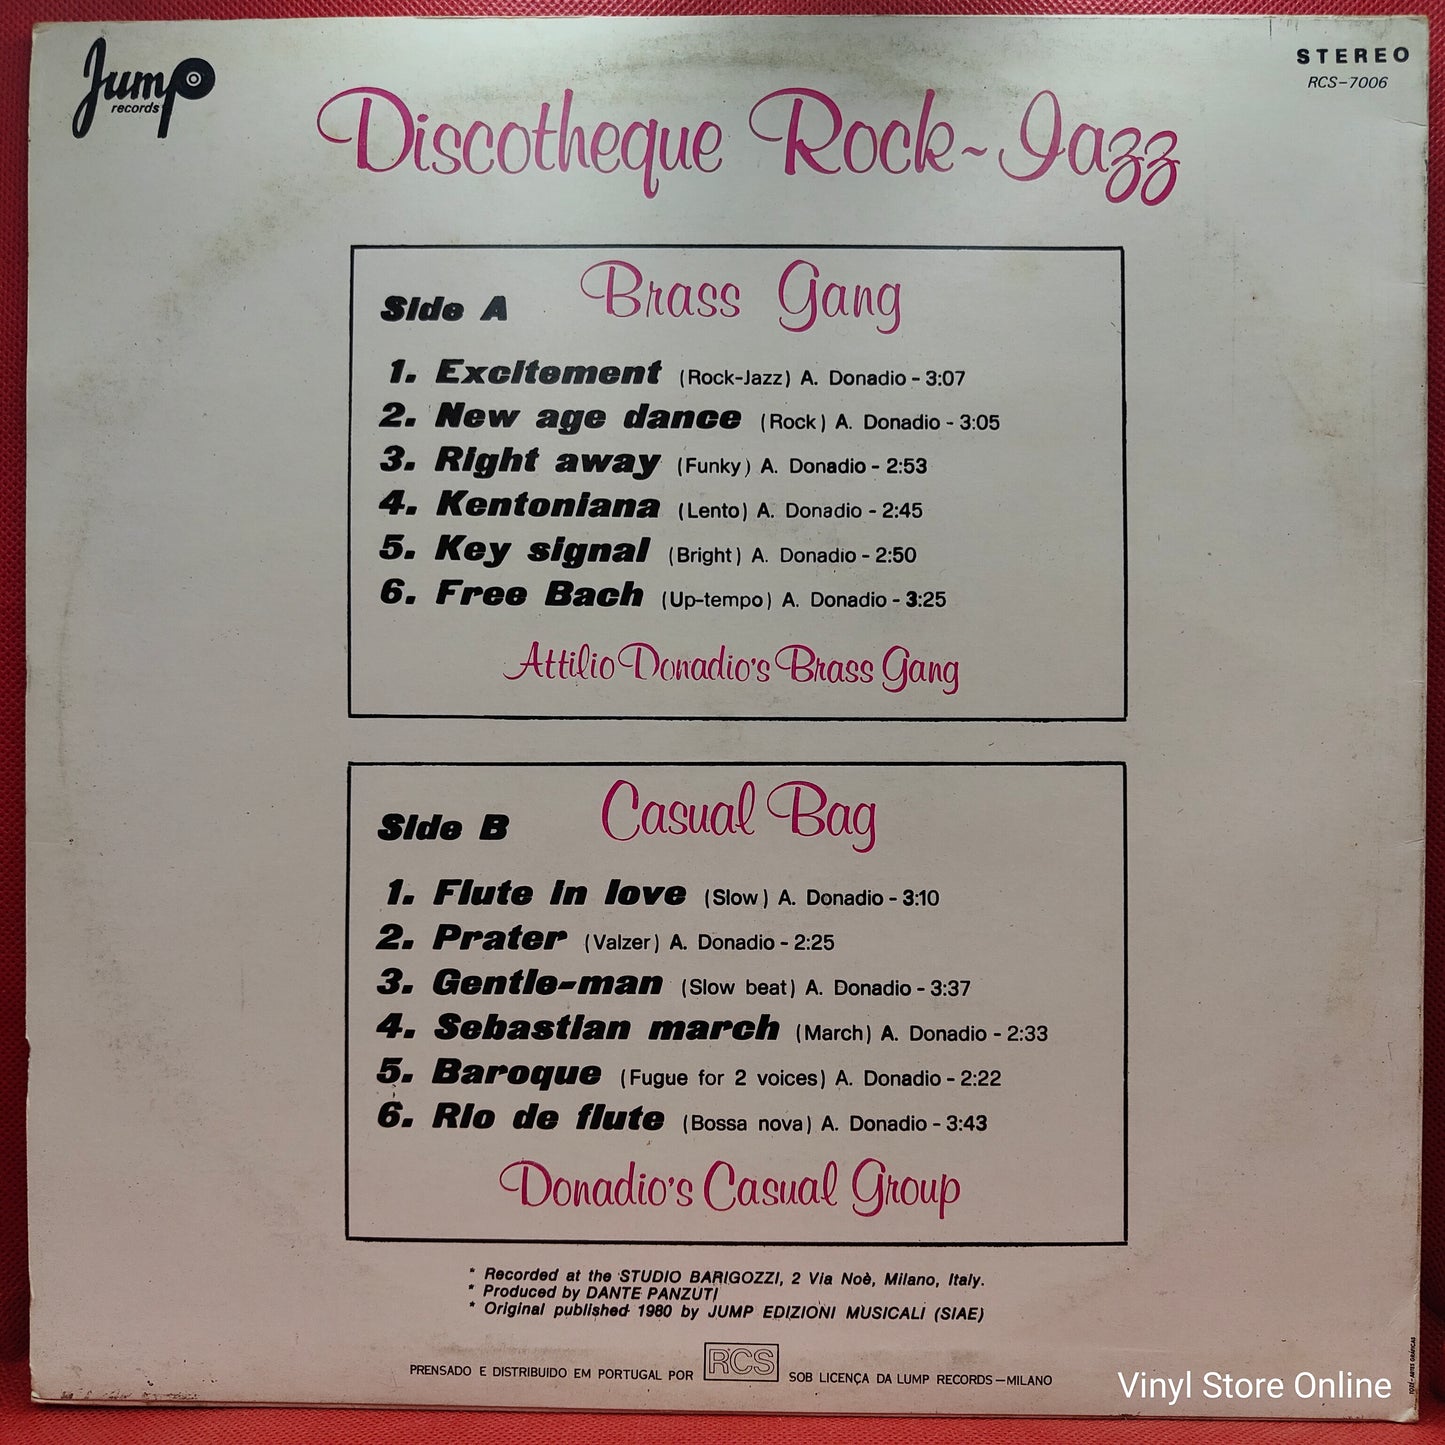 Jump
records
STEREO
RCS-7006
Discotheque Rock-Jazz
Side A Brass Gang
1. Excitement (Rock-Jazz) A. Donadio - 3:07
2. New age dance (Rock) A. Donadio - 3:05
3. Right away (Funky) A. Donadio - 2:53
4. Kentoniana (Lento) A. Donadio - 2:45
5. Key signal (Bright) A. Donadio - 2:50
6. Free Bach (Up-tempo) A. Donadio - 3:25
Attilio Donadio's Brass Gang
Side B Casual Bag
1. Flute in love (Slow) A. Donadio - 3:10
2. Prater (Valzer) A. Donadio - 2:25
3. Gentle-man (Slow beat) A. Donadio - 3:37
4. Sebastian march (March) A. Donadio - 2:33
5. Baroque (Fugue for 2 voices) A. Donadio - 2:22
6. Rio de flute (Bossa nova) A. Donadio - 3:43
Donadio's Casual Group
* Recorded at the STUDIO BARIGOZZI, 2 Via Noè, Milano, Italy.
* Produced by DANTE PANZUTI
* Original published 1980 by JUMP EDIZIONI MUSICALI (SIAE)
PRENSADO E DISTRIBUIDO EM PORTUGAL POR RCS SOB LICENÇA DA LUMP RECORDS-MILANO
ARTES GRÁFICAS
Vinyl Store Online